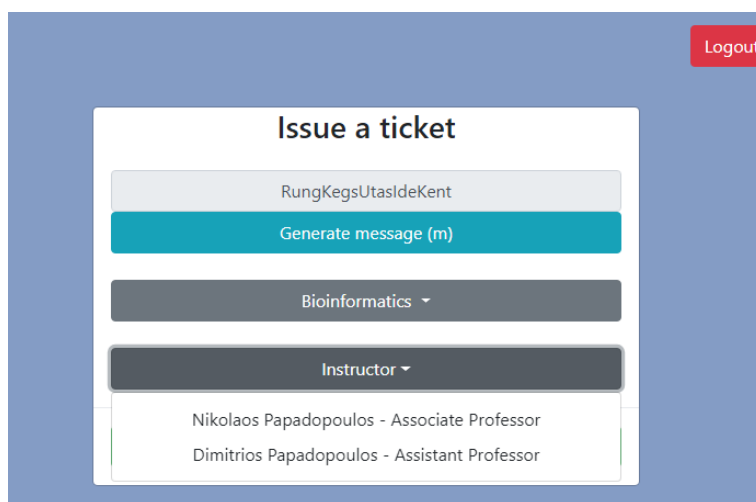 Logout
Issue a ticket
RungKegsUtasIdeKent
Generate message (m)
Bioinformatics
Instructor
Nikolaos Papadopoulos - Associate Professor
Dimitrios Papadopoulos - Assistant Professor